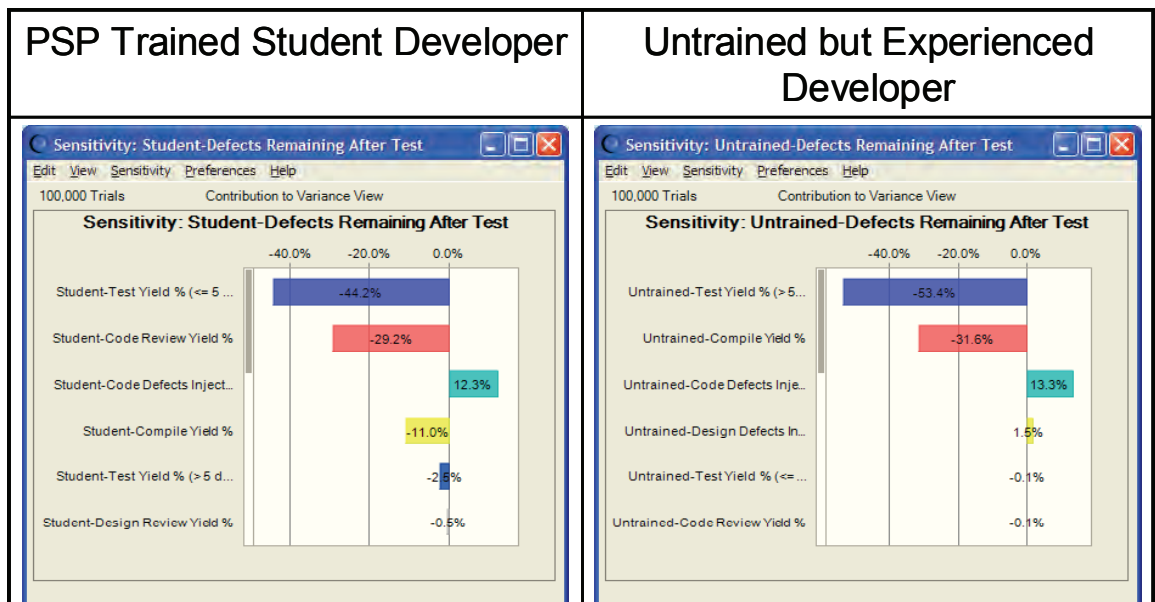 PSP Trained Student Developer
Untrained but Experienced
Developer
Sensitivity: Student-Defects Remaining After Test
Edit View Sensitivity Preferences Help
100,000 Trials Contribution to Variance View
Sensitivity: Student-Defects Remaining After Test
-40.0% -20.0% 0.0%
Student-Test Yield % (<= 5 ... -44.2%
Student-Code Review Yield % -29.2%
Student-Code Defects Inject... 12.3%
Student-Compile Yield % -11.0%
Student-Test Yield % (> 5 d... -2.5%
Student-Design Review Yield % -0.5%
Sensitivity: Untrained-Defects Remaining After Test
Edit View Sensitivity Preferences Help
100,000 Trials Contribution to Variance View
Sensitivity: Untrained-Defects Remaining After Test
-40.0% -20.0% 0.0%
Untrained-Test Yield % (> 5... -53.4%
Untrained-Compile Yield % -31.6%
Untrained-Code Defects Inje... 13.3%
Untrained-Design Defects In... 1.5%
Untrained-Test Yield % (<= ... -0.1%
Untrained-Code Review Yield % -0.1%